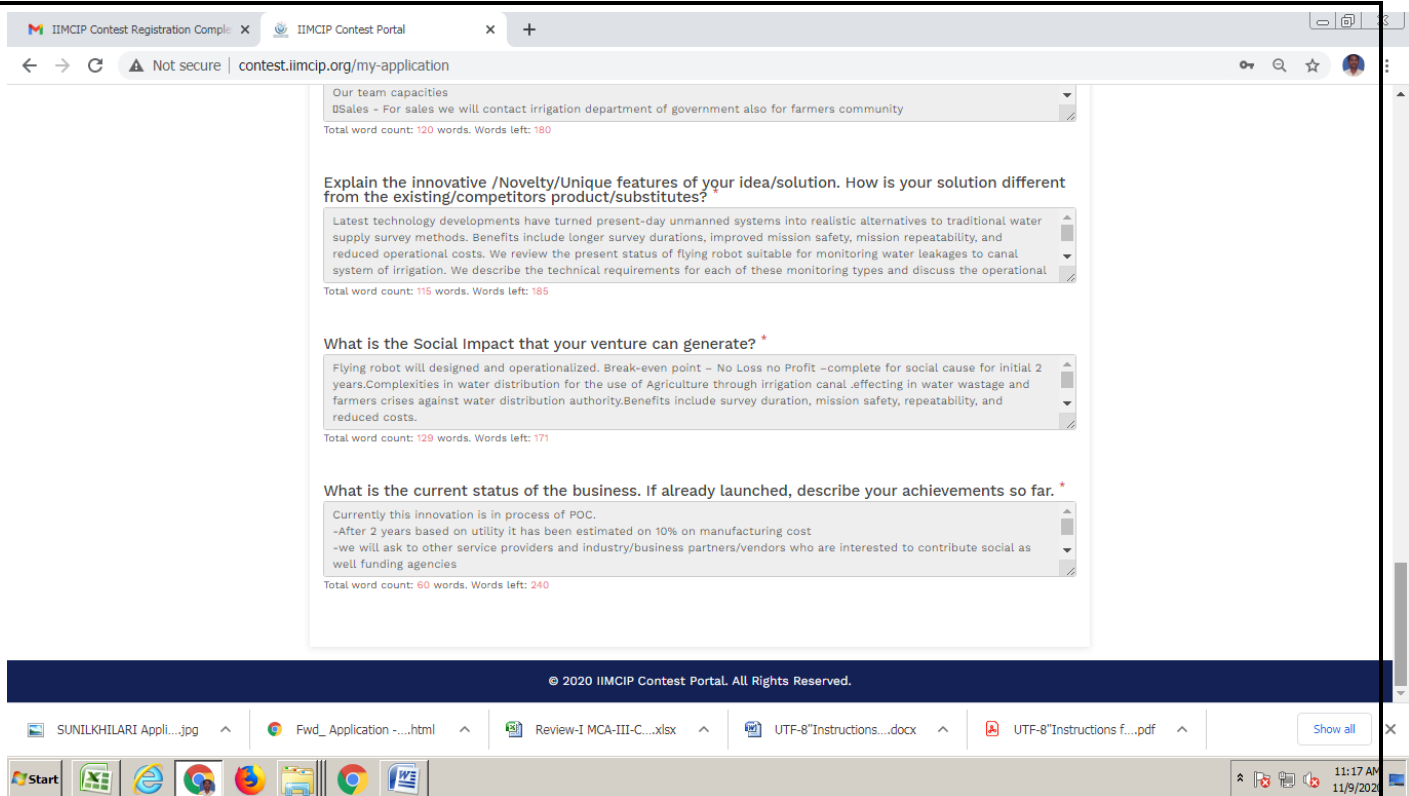 IIMCIP Contest Registration Comple
IIMCIP Contest Portal
Not secure | contest.iimcip.org/my-application
Our team capacities
Sales - For sales we will contact irrigation department of government also for farmers community
Total word count: 120 words. Words left: 180
Explain the innovative /Novelty/Unique features of your idea/solution. How is your solution different
from the existing/competitors product/substitutes? *
Latest technology developments have turned present-day unmanned systems into realistic alternatives to traditional water
supply survey methods. Benefits include longer survey durations, improved mission safety, mission repeatability, and
reduced operational costs. We review the present status of flying robot suitable for monitoring water leakages to canal
system of irrigation. We describe the technical requirements for each of these monitoring types and discuss the operational
Total word count: 115 words. Words left: 185
What is the Social Impact that your venture can generate? *
Flying robot will designed and operationalized. Break-even point – No Loss no Profit –complete for social cause for initial 2
years.Complexities in water distribution for the use of Agriculture through irrigation canal .effecting in water wastage and
farmers crises against water distribution authority.Benefits include survey duration, mission safety, repeatability, and
reduced costs.
Total word count: 129 words. Words left: 171
What is the current status of the business. If already launched, describe your achievements so far. *
Currently this innovation is in process of POC.
-After 2 years based on utility it has been estimated on 10% on manufacturing cost
-we will ask to other service providers and industry/business partners/vendors who are interested to contribute social as
well funding agencies
Total word count: 60 words. Words left: 240
© 2020 IIMCIP Contest Portal. All Rights Reserved.
SUNILKHILARI Appli....jpg
Fwd_ Application -....html
Review-I MCA-III-C....xlsx
UTF-8"Instructions....docx
UTF-8"Instructions f....pdf
Show all
Start
11:17 AM
11/9/2020